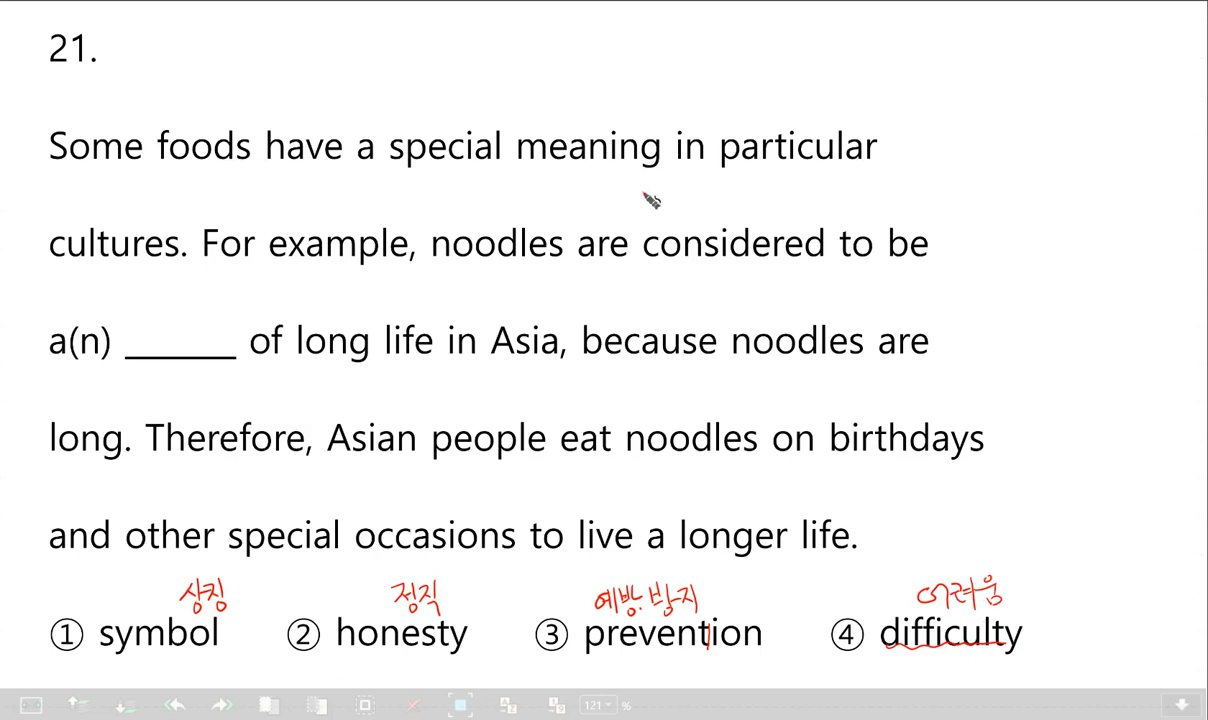 21.
Some foods have a special meaning in particular
cultures. For example, noodles are considered to be
a(n) ______ of long life in Asia, because noodles are
long. Therefore, Asian people eat noodles on birthdays
and other special occasions to live a longer life.
상징 정직 예방.방지 어려움
① symbol ② honesty ③ prevention ④ difficulty
121 %